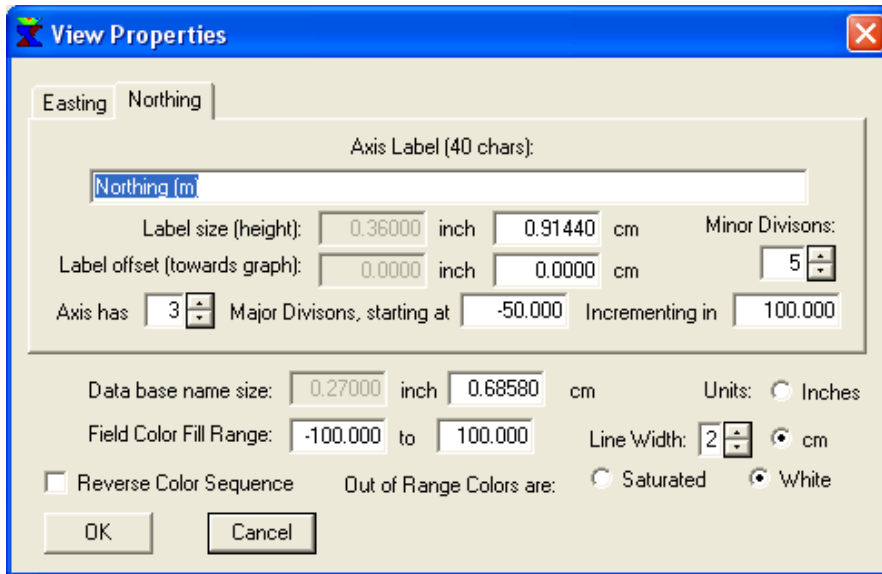 View Properties
Easting Northing
Axis Label (40 chars):
Northing (m)
Label size (height): 0.36000 inch 0.91440 cm Minor Divisons:
Label offset (towards graph): 0.0000 inch 0.0000 cm 5
Axis has 3 Major Divisons, starting at -50.000 Incrementing in 100.000
Data base name size: 0.27000 inch 0.68580 cm Units: Inches
Field Color Fill Range: -100.000 to 100.000 Line Width: 2 cm
Reverse Color Sequence Out of Range Colors are: Saturated White
OK Cancel